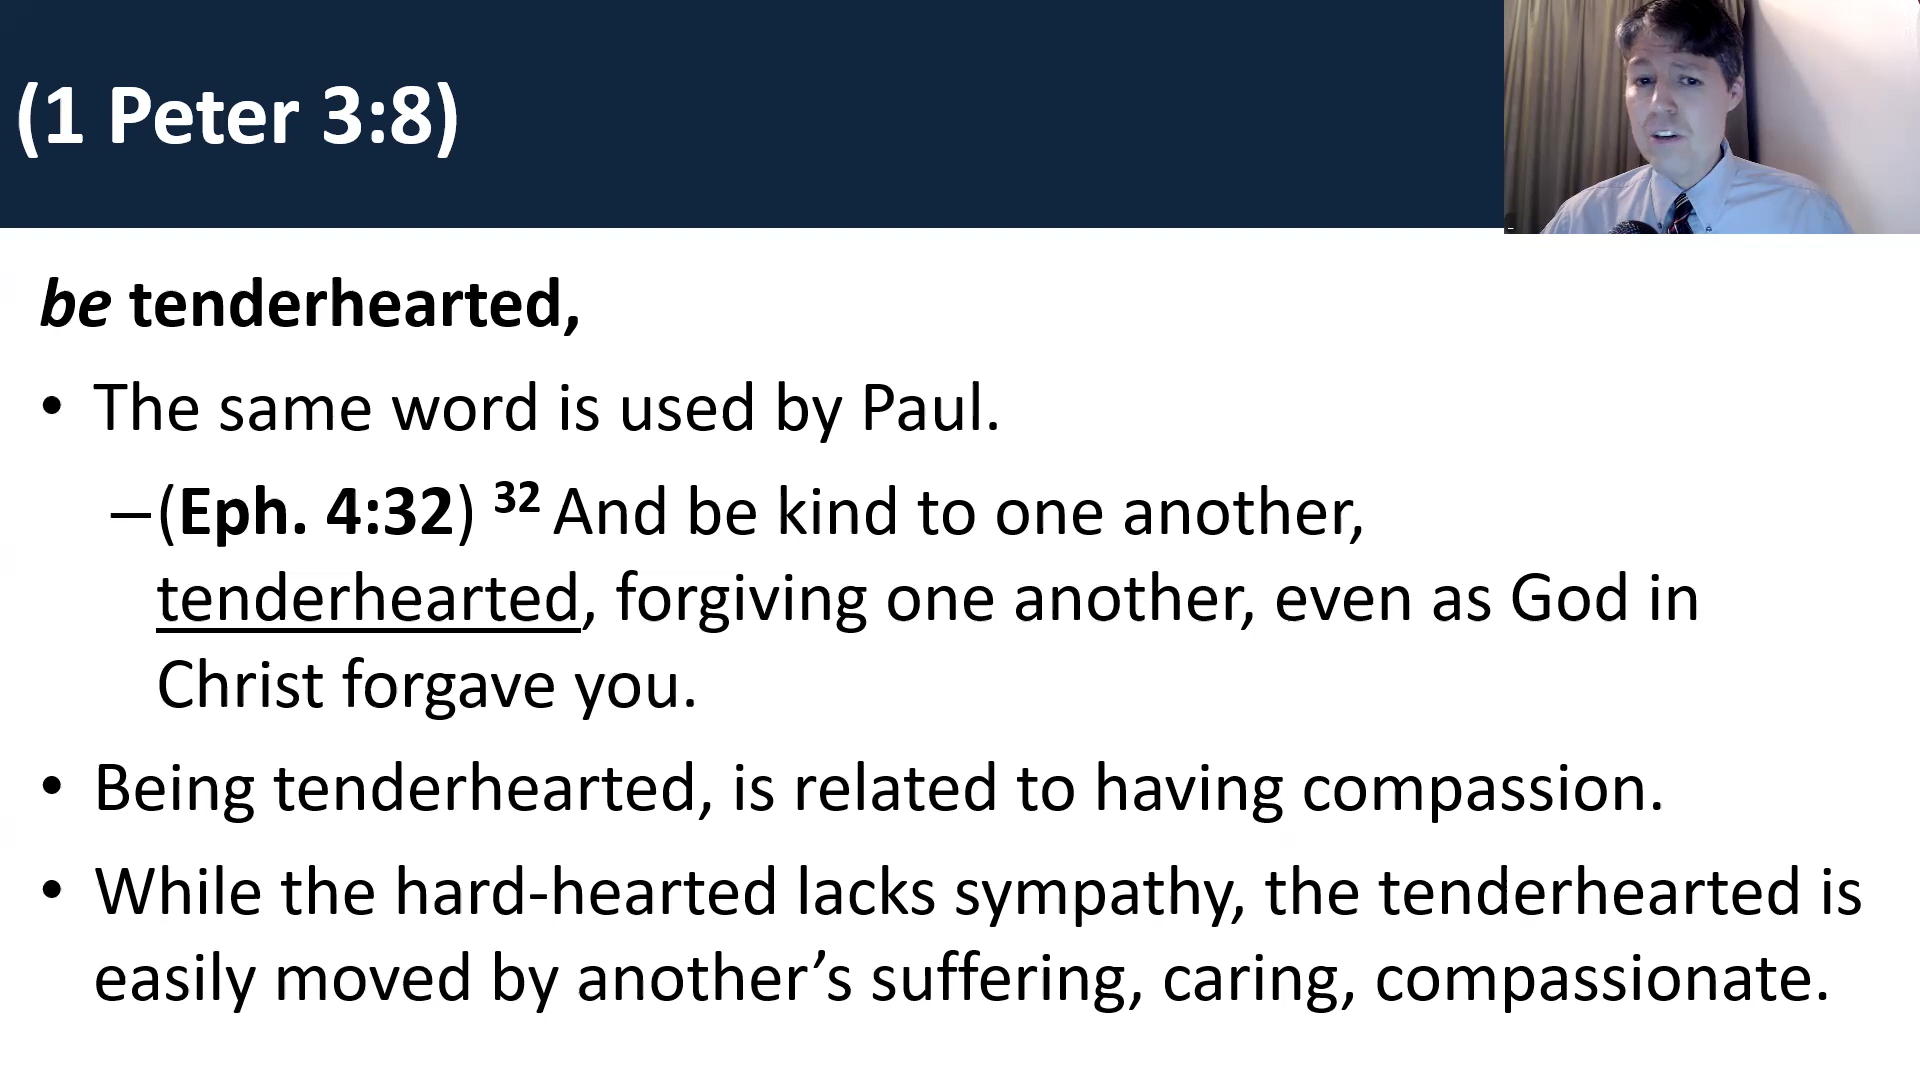 (1 Peter 3:8)
be tenderhearted,
• The same word is used by Paul.
–(Eph. 4:32) 32 And be kind to one another,
tenderhearted, forgiving one another, even as God in
Christ forgave you.
• Being tenderhearted, is related to having compassion.
• While the hard-hearted lacks sympathy, the tenderhearted is
easily moved by another’s suffering, caring, compassionate.